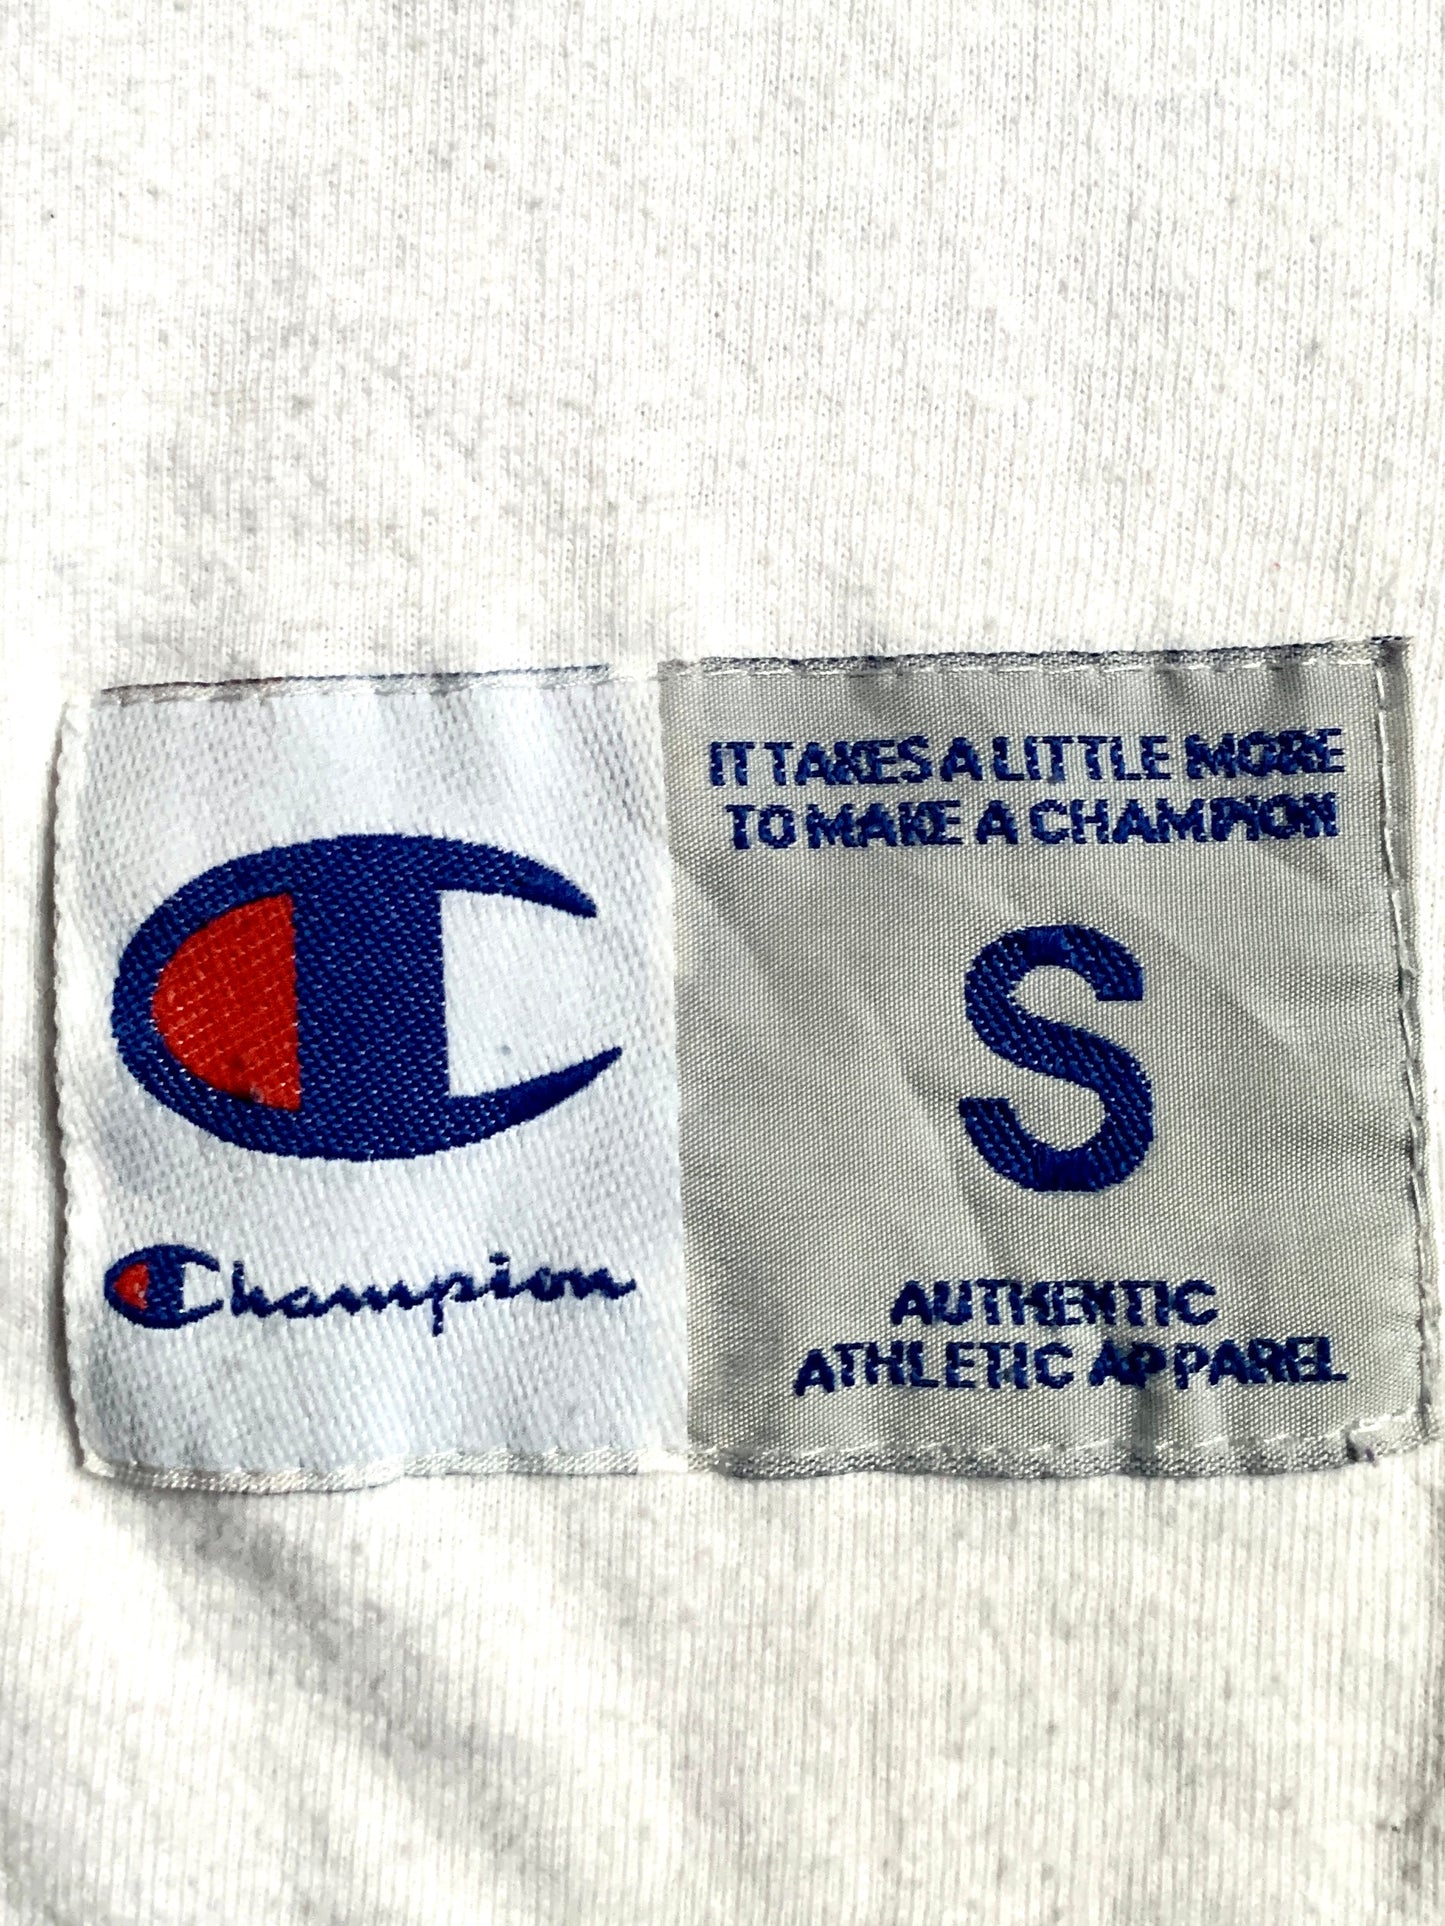 Champion
IT TAKES A LITTLE MORE
TO MAKE A CHAMPION
S
AUTHENTIC
ATHLETIC APPAREL